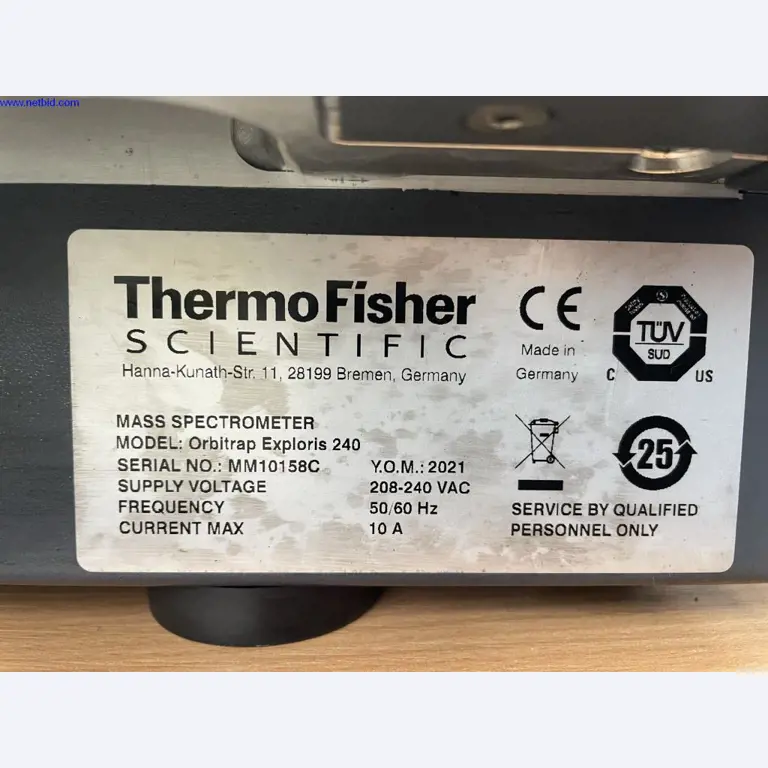 www.netbid.com
ThermoFisher
SCIENTIFIC
Hanna-Kunath-Str. 11, 28199 Bremen, Germany
CE
Made in
Germany
TÜV
SUD
C US
MASS SPECTROMETER
MODEL: Orbitrap Exploris 240
SERIAL NO.: MM10158C Y.O.M.: 2021
SUPPLY VOLTAGE 208-240 VAC
FREQUENCY 50/60 Hz
CURRENT MAX 10 A
25
SERVICE BY QUALIFIED
PERSONNEL ONLY